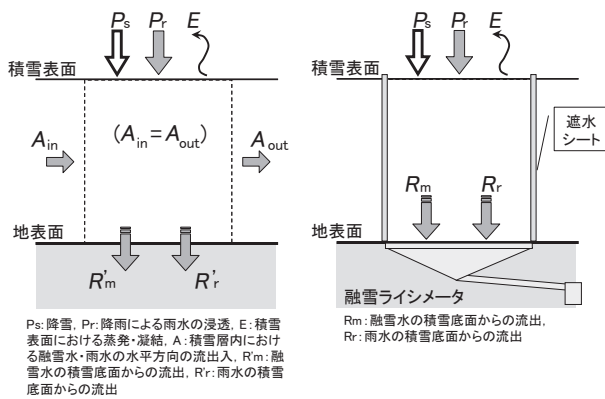 Ps Pr E
積雪表面
Ain (Ain=Aout) Aout
地表面
R'm R'r
Ps: 降雪, Pr: 降雨による雨水の浸透, E: 積雪
表面における蒸発・凝結, A: 積雪層内にお
ける融雪水・雨水の水平方向の流出入, R'm: 融
雪水の積雪底面からの流出, R'r: 雨水の積雪
底面からの流出
Ps Pr E
積雪表面
遮水
シート
Rm Rr
地表面
融雪ライシメータ
Rm: 融雪水の積雪底面からの流出,
Rr: 雨水の積雪底面からの流出